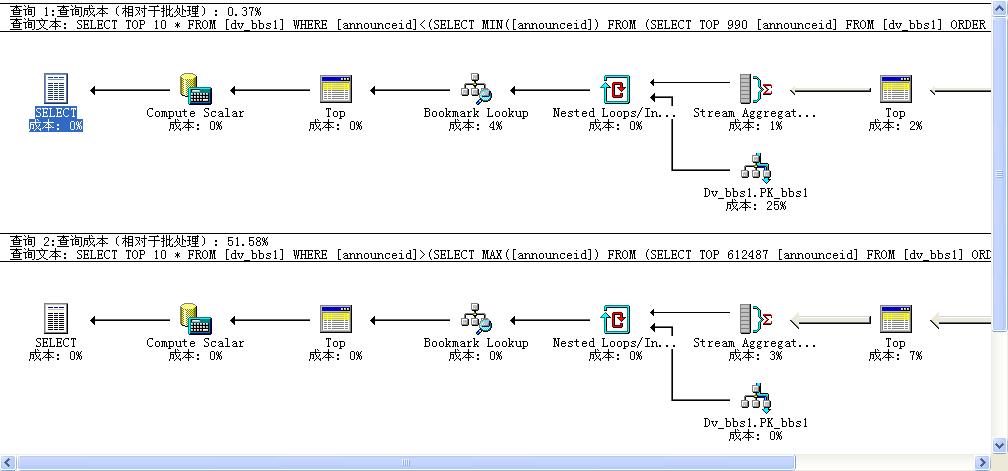 查询 1:查询成本（相对于批处理）: 0.37%
查询文本: SELECT TOP 10 * FROM [dv_bbs1] WHERE [announceid]<(SELECT MIN([announceid]) FROM (SELECT TOP 990 [announceid] FROM [dv_bbs1] ORDER
SELECT Compute Scalar Top Bookmark Lookup Nested Loops/In... Stream Aggregat... Top
成本: 0% 成本: 0% 成本: 0% 成本: 4% 成本: 0% 成本: 1% 成本: 2%
Dv_bbs1.PK_bbs1
成本: 25%
查询 2:查询成本（相对于批处理）: 51.58%
查询文本: SELECT TOP 10 * FROM [dv_bbs1] WHERE [announceid]>(SELECT MAX([announceid]) FROM (SELECT TOP 612487 [announceid] FROM [dv_bbs1] ORD
SELECT Compute Scalar Top Bookmark Lookup Nested Loops/In... Stream Aggregat... Top
成本: 0% 成本: 0% 成本: 0% 成本: 0% 成本: 0% 成本: 3% 成本: 7%
Dv_bbs1.PK_bbs1
成本: 0%